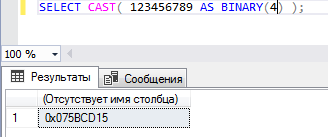 SELECT CAST( 123456789 AS BINARY(4) );
100 %
Результаты Сообщения
(Отсутствует имя столбца)
1 0x075BCD15